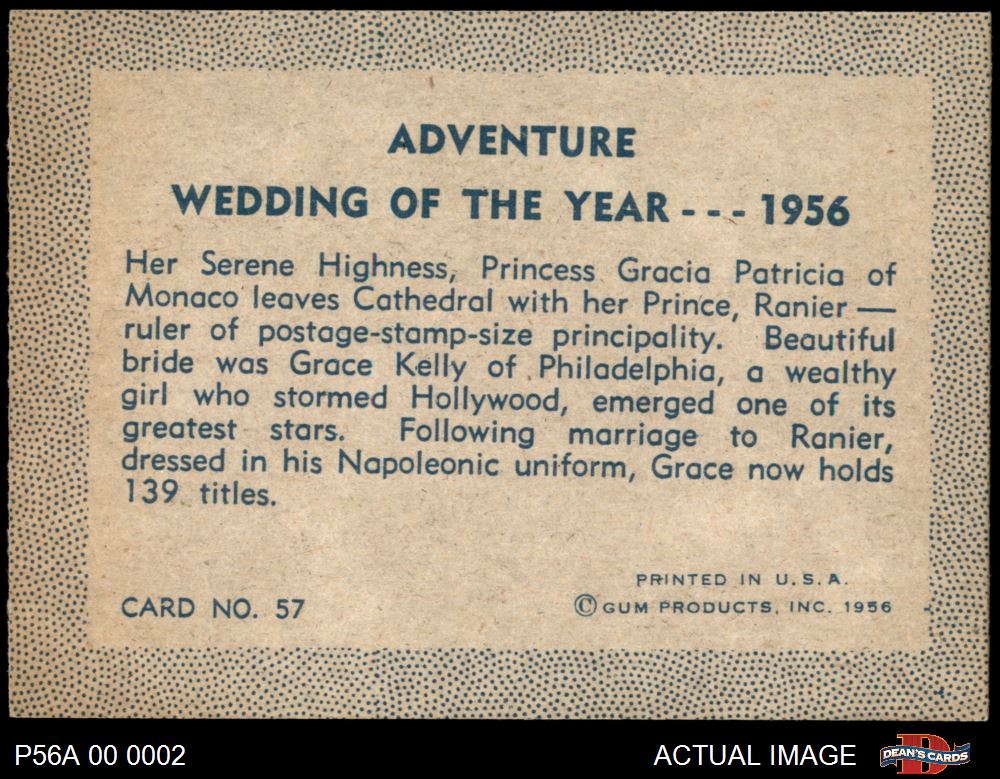 ADVENTURE
WEDDING OF THE YEAR - - - 1956
Her Serene Highness, Princess Gracia Patricia of
Monaco leaves Cathedral with her Prince, Ranier —
ruler of postage-stamp-size principality. Beautiful
bride was Grace Kelly of Philadelphia, a wealthy
girl who stormed Hollywood, emerged one of its
greatest stars. Following marriage to Ranier,
dressed in his Napoleonic uniform, Grace now holds
139 titles.
PRINTED IN U.S.A.
CARD NO. 57 © GUM PRODUCTS, INC. 1956
P56A 00 0002 ACTUAL IMAGE DEAN'S CARDS